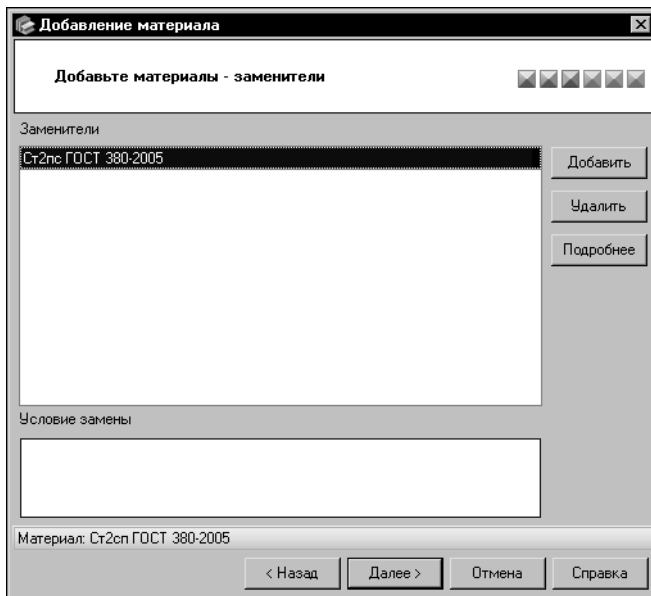 Добавление материала
Добавьте материалы - заменители
Заменители
Ст2пс ГОСТ 380-2005
Добавить
Удалить
Подробнее
Условие замены
Материал: Ст2сп ГОСТ 380-2005
< Назад Далее > Отмена Справка